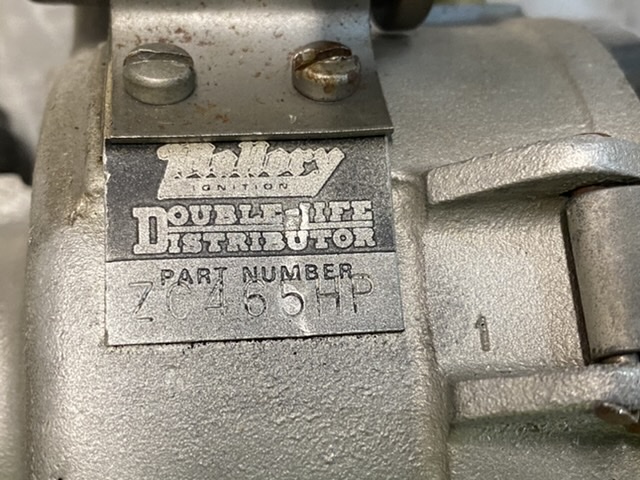 Mallory
IGNITION
DOUBLE LIFE
DISTRIBUTOR
PART NUMBER
ZC465HP
1